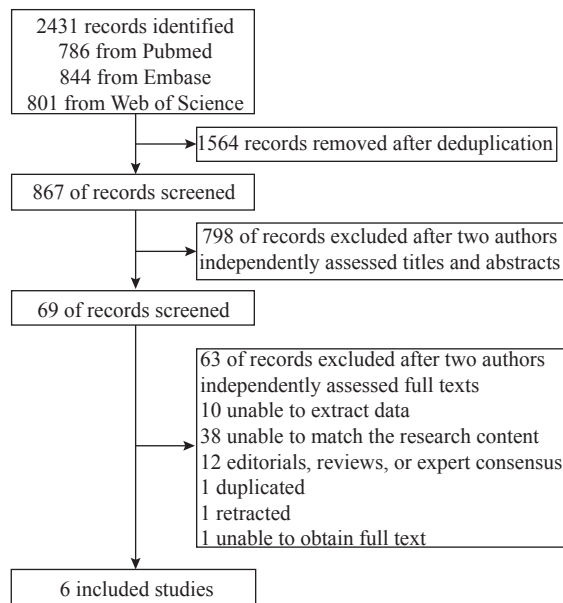 2431 records identified
786 from Pubmed
844 from Embase
801 from Web of Science
1564 records removed after deduplication
867 of records screened
798 of records excluded after two authors
independently assessed titles and abstracts
69 of records screened
63 of records excluded after two authors
independently assessed full texts
10 unable to extract data
38 unable to match the research content
12 editorials, reviews, or expert consensus
1 duplicated
1 retracted
1 unable to obtain full text
6 included studies